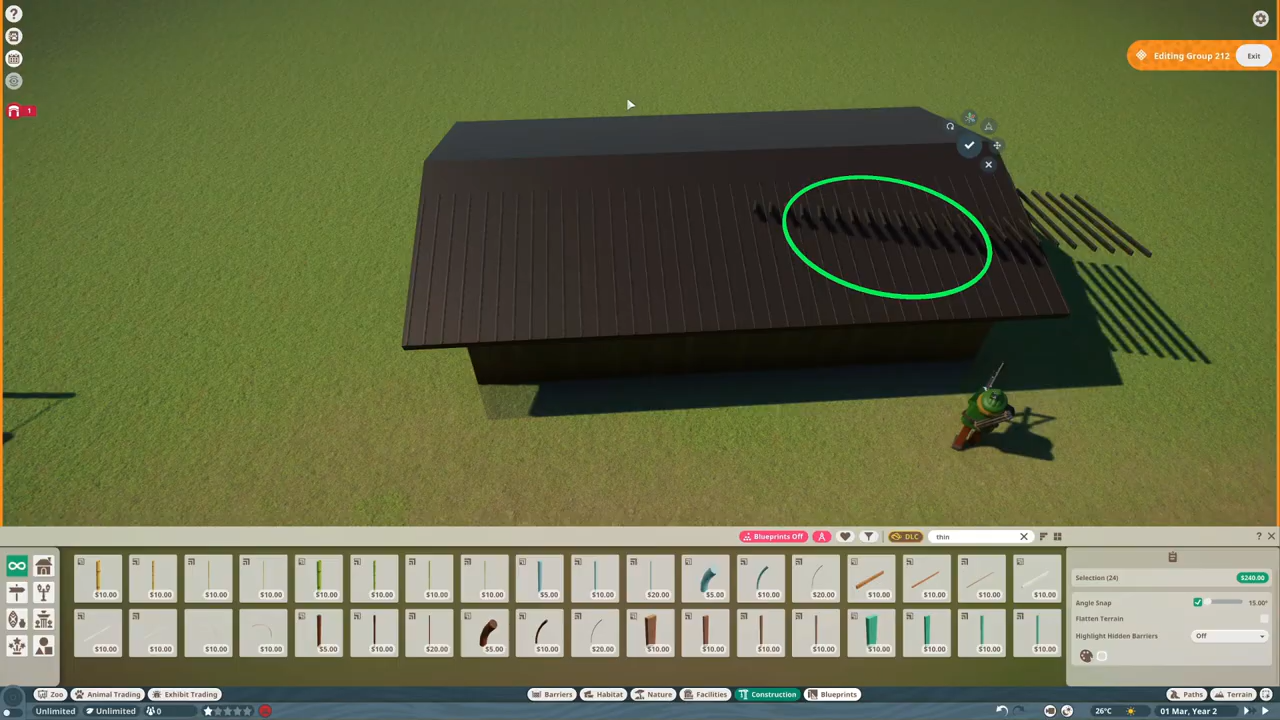 ?
Editing Group 212
Exit
1
Blueprints Off
DLC
thin
?
$10.00 $10.00 $10.00 $10.00 $10.00 $10.00 $10.00 $10.00 $5.00 $10.00 $20.00 $5.00 $10.00 $20.00 $10.00 $10.00 $10.00 $10.00
$10.00 $10.00 $10.00 $10.00 $5.00 $10.00 $20.00 $5.00 $10.00 $20.00 $10.00 $10.00 $10.00 $10.00 $10.00 $10.00 $10.00 $10.00
Selection (24)
$240.00
Angle Snap
15.00°
Flatten Terrain
Highlight Hidden Barriers
Off
Zoo
Animal Trading
Exhibit Trading
Barriers
Habitat
Nature
Facilities
Construction
Blueprints
Paths
Terrain
Unlimited
Unlimited
0
26°C
01 Mar, Year 2